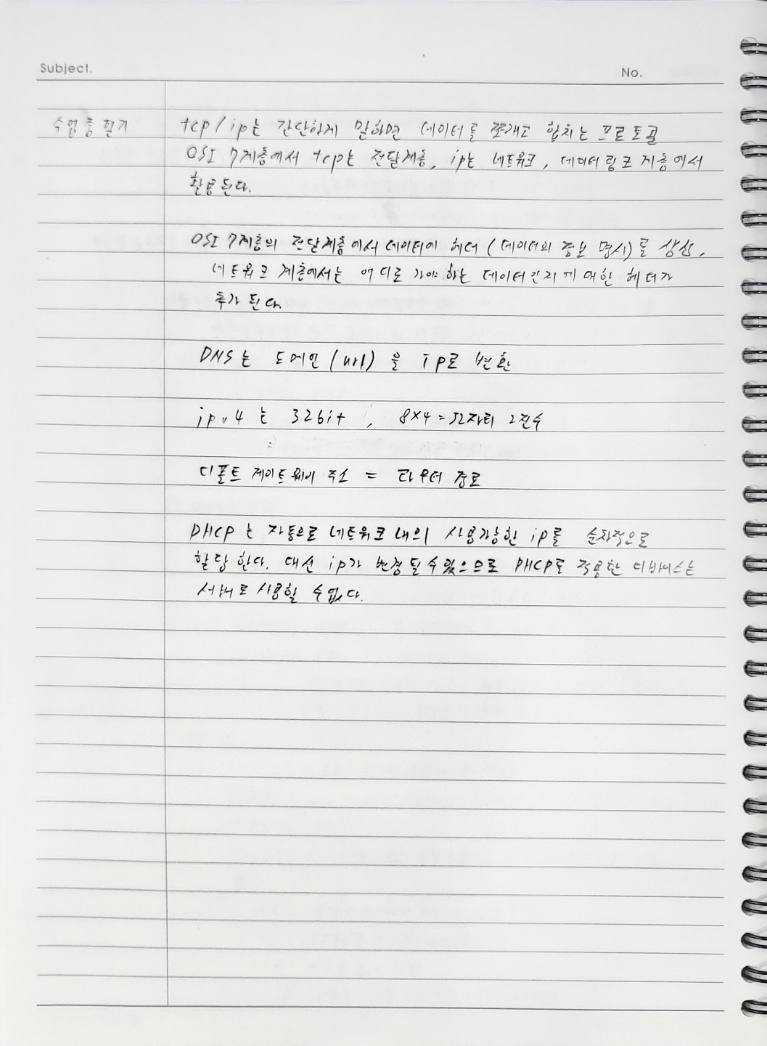 Subject.
No.
수업 중 필기
tcp/ip는 간단하게 말하면 데이터를 쪼개고 합치는 프로토콜
OSI 7계층에서 tcp는 전달계층, ip는 네트워크, 데이터 링크 계층에서
활용된다.
OSI 7계층의 전달계층에서 데이터에 헤더 (데이터의 정보 명시)를
네트워크 계층에서는 어디로 가야 하는 데이터인지에 대한 헤더가
추가 된다.
DNS는 도메인 (url) 을 ip로 변환
ipv4 는 32bit , 8x4=32자리 2진수
디폴트 게이트웨이 주소 = 라우터
DHCP는 자동으로 네트워크 내의 사용가능한 ip를 순차적으로
할당 한다. 대신 ip가 변경될 수 있으므로 DHCP로 적용한 디바이스는
서버로 사용할 수 없다.